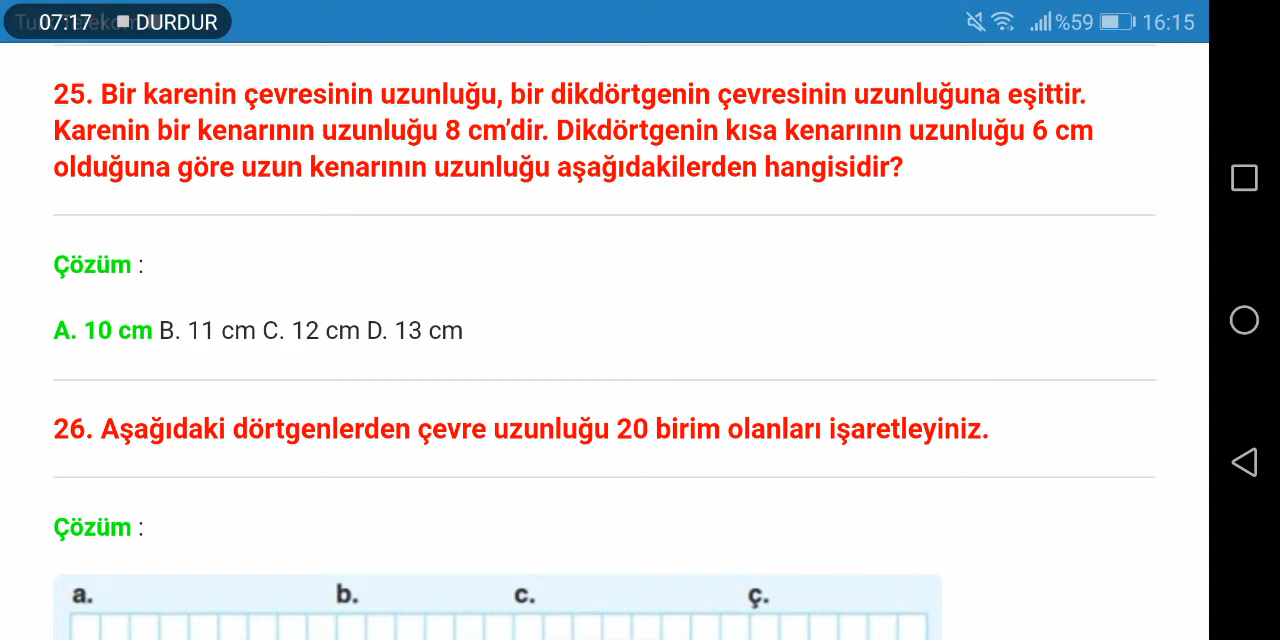 07:17 DURDUR %59 16:15
25. Bir karenin çevresinin uzunluğu, bir dikdörtgenin çevresinin uzunluğuna eşittir.
Karenin bir kenarının uzunluğu 8 cm’dir. Dikdörtgenin kısa kenarının uzunluğu 6 cm
olduğuna göre uzun kenarının uzunluğu aşağıdakilerden hangisidir?
Çözüm :
A. 10 cm B. 11 cm C. 12 cm D. 13 cm
26. Aşağıdaki dörtgenlerden çevre uzunluğu 20 birim olanları işaretleyiniz.
Çözüm :
a. b. c. ç.